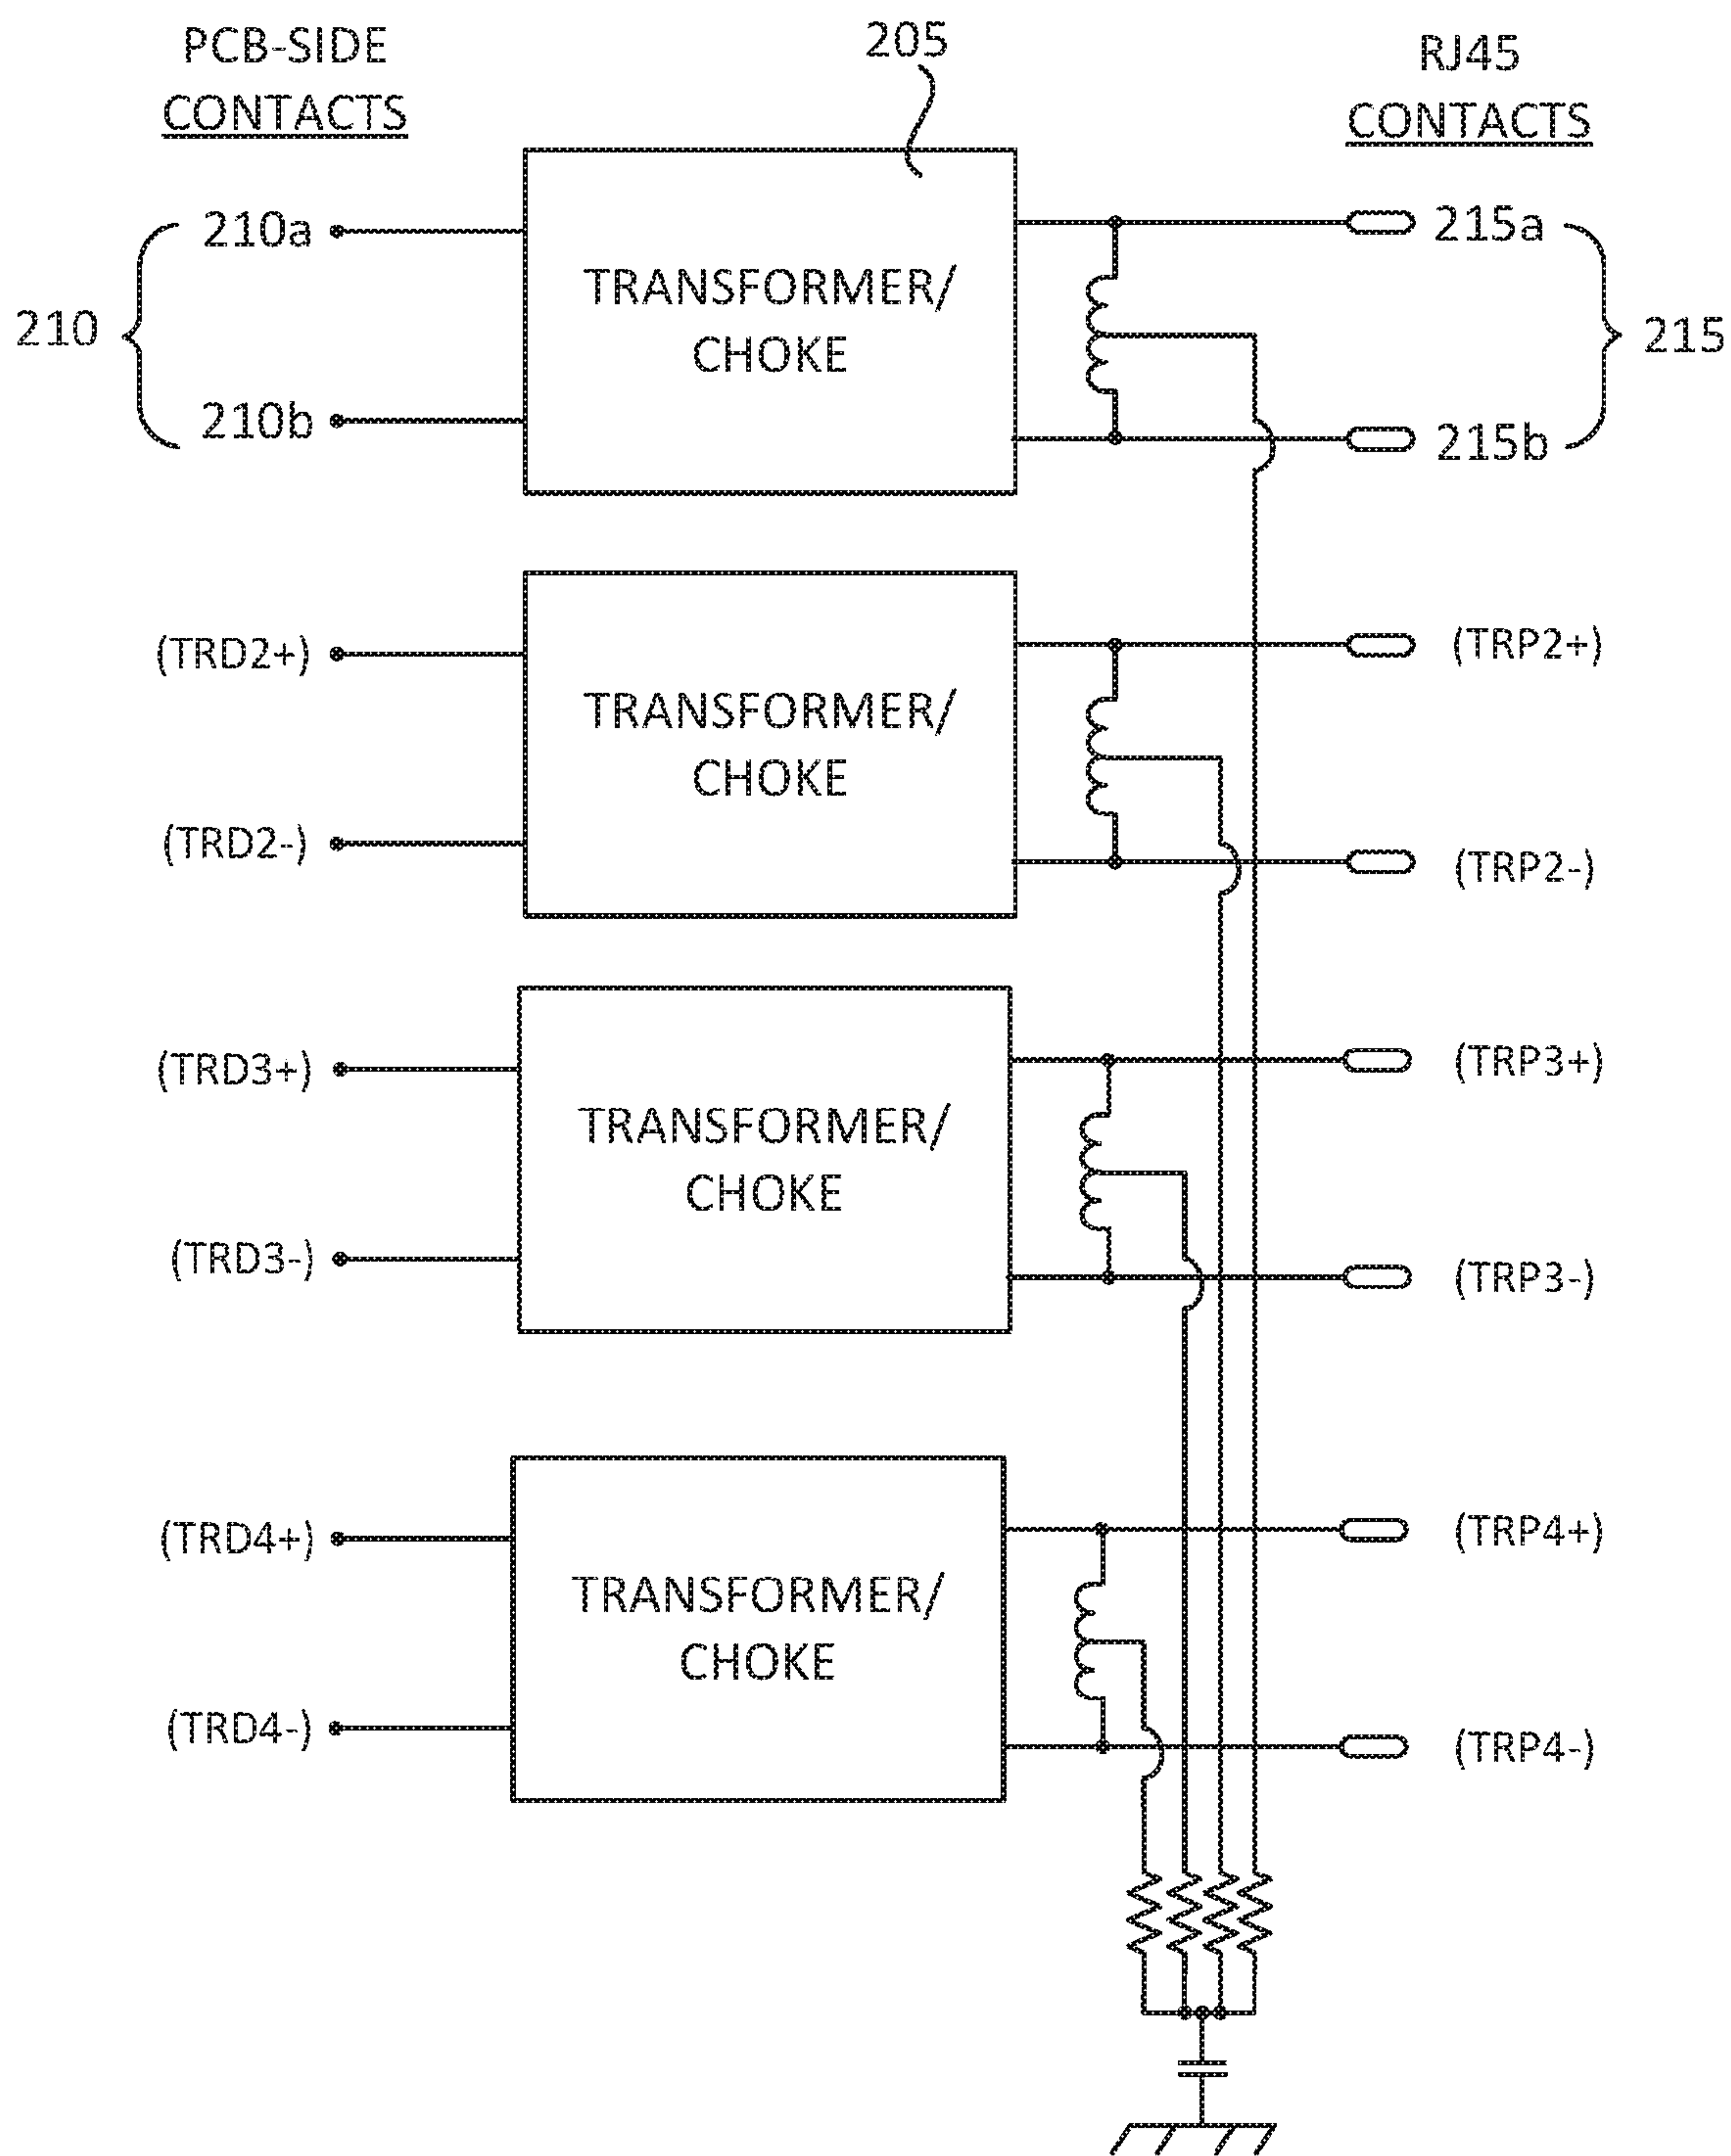 PCB-SIDE
CONTACTS
205
RJ45
CONTACTS
210a
TRANSFORMER/
CHOKE
215a
210
215
210b
215b
(TRD2+)
TRANSFORMER/
CHOKE
(TRP2+)
(TRD2-)
(TRP2-)
(TRD3+)
TRANSFORMER/
CHOKE
(TRP3+)
(TRD3-)
(TRP3-)
(TRD4+)
TRANSFORMER/
CHOKE
(TRP4+)
(TRD4-)
(TRP4-)